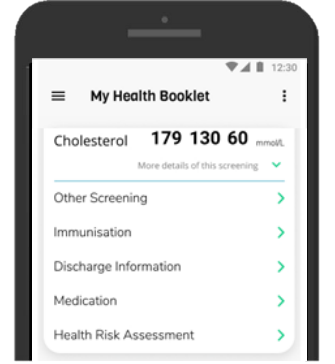 12:30
My Health Booklet
Cholesterol 179 130 60 mmol/L
More details of this screening
Other Screening
Immunisation
Discharge Information
Medication
Health Risk Assessment